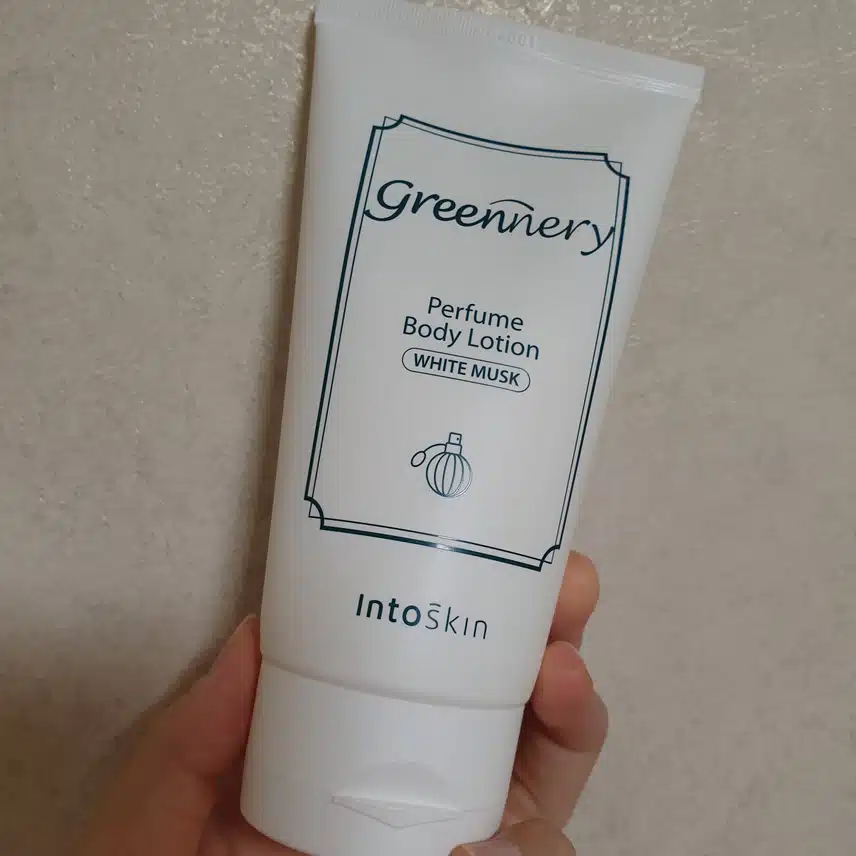 Greennery
Perfume
Body Lotion
WHITE MUSK
IntoSkin